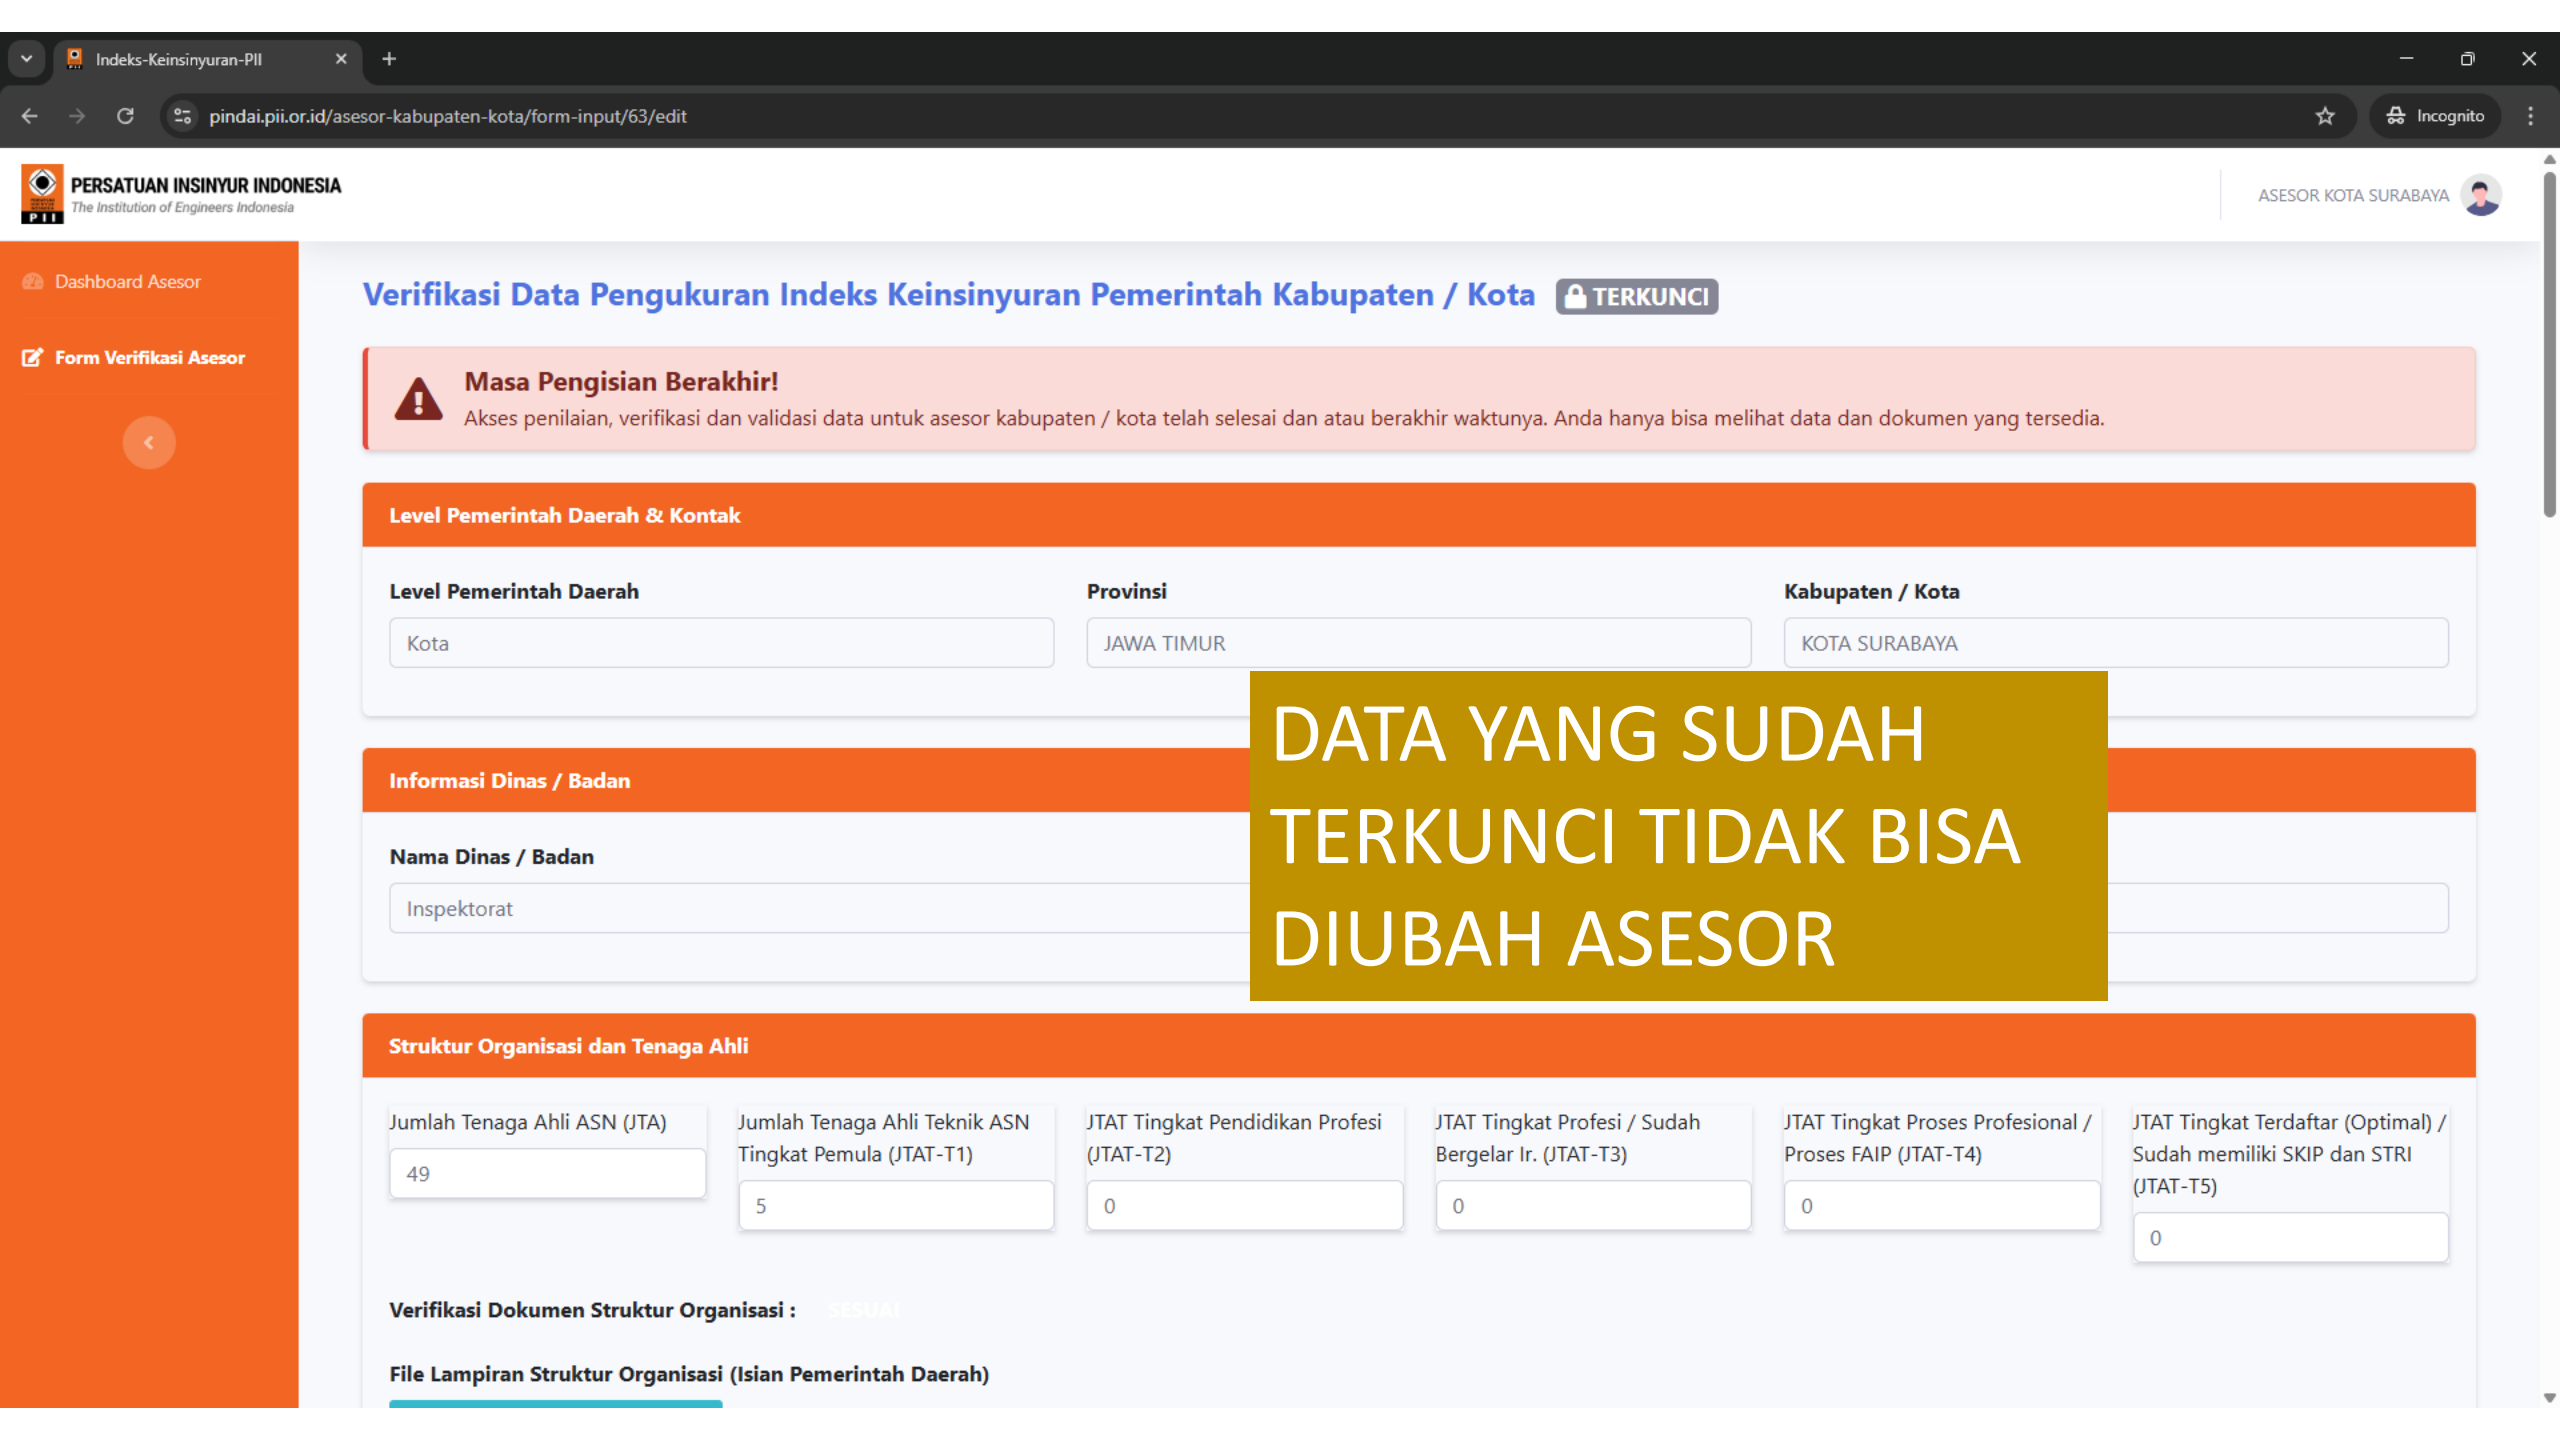 Indeks-Keinsinyuran-PII
pindai.pii.or.id/asesor-kabupaten-kota/form-input/63/edit
Incognito
PERSATUAN INSINYUR INDONESIA
The Institution of Engineers Indonesia
PII
ASESOR KOTA SURABAYA
Dashboard Asesor
Form Verifikasi Asesor
Verifikasi Data Pengukuran Indeks Keinsinyuran Pemerintah Kabupaten / Kota TERKUNCI
Masa Pengisian Berakhir!
Akses penilaian, verifikasi dan validasi data untuk asesor kabupaten / kota telah selesai dan atau berakhir waktunya. Anda hanya bisa melihat data dan dokumen yang tersedia.
Level Pemerintah Daerah & Kontak
Level Pemerintah Daerah
Kota
Provinsi
JAWA TIMUR
Kabupaten / Kota
KOTA SURABAYA
DATA YANG SUDAH
TERKUNCI TIDAK BISA
DIUBAH ASESOR
Informasi Dinas / Badan
Nama Dinas / Badan
Inspektorat
Struktur Organisasi dan Tenaga Ahli
Jumlah Tenaga Ahli ASN (JTA)
49
Jumlah Tenaga Ahli Teknik ASN
Tingkat Pemula (JTAT-T1)
5
JTAT Tingkat Pendidikan Profesi
(JTAT-T2)
0
JTAT Tingkat Profesi / Sudah
Bergelar Ir. (JTAT-T3)
0
JTAT Tingkat Proses Profesional /
Proses FAIP (JTAT-T4)
0
JTAT Tingkat Terdaftar (Optimal) /
Sudah memiliki SKIP dan STRI
(JTAT-T5)
0
Verifikasi Dokumen Struktur Organisasi : SESUAI
File Lampiran Struktur Organisasi (Isian Pemerintah Daerah)